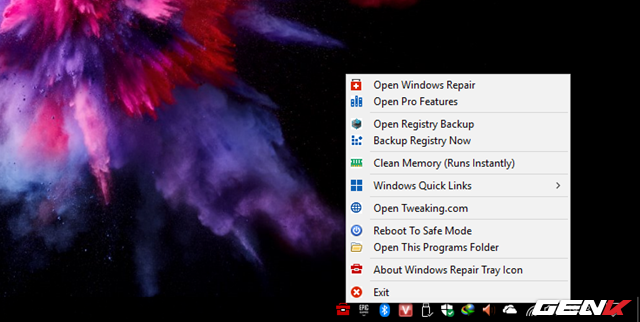 Open Windows Repair
Open Pro Features
Open Registry Backup
Backup Registry Now
Clean Memory (Runs Instantly)
Windows Quick Links
Open Tweaking.com
Reboot To Safe Mode
Open This Programs Folder
About Windows Repair Tray Icon
Exit
EPIC
GENK